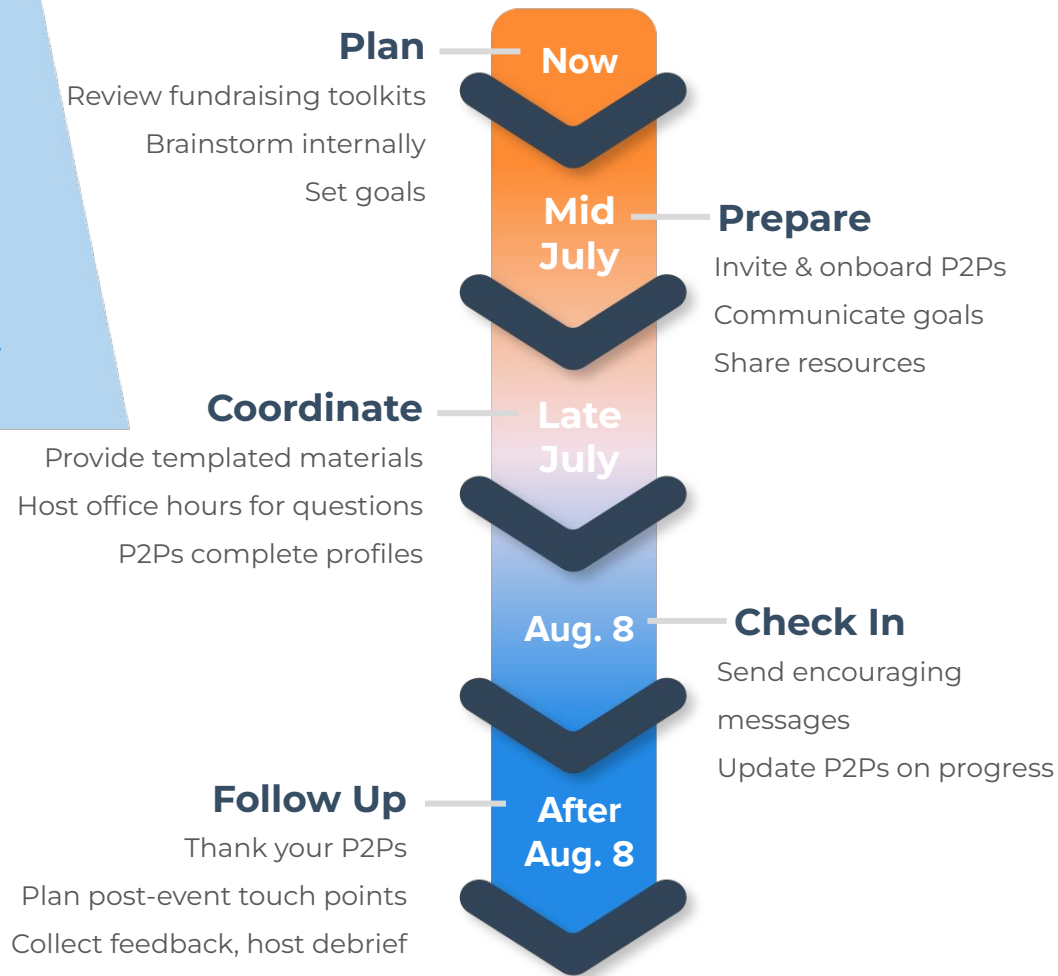 Plan
Now
Review fundraising toolkits
Brainstorm internally
Set goals
Mid
July
Prepare
Invite & onboard P2Ps
Communicate goals
Share resources
Coordinate
Late
July
Provide templated materials
Host office hours for questions
P2Ps complete profiles
Aug. 8
Check In
Send encouraging
messages
Update P2Ps on progress
Follow Up
After
Aug. 8
Thank your P2Ps
Plan post-event touch points
Collect feedback, host debrief